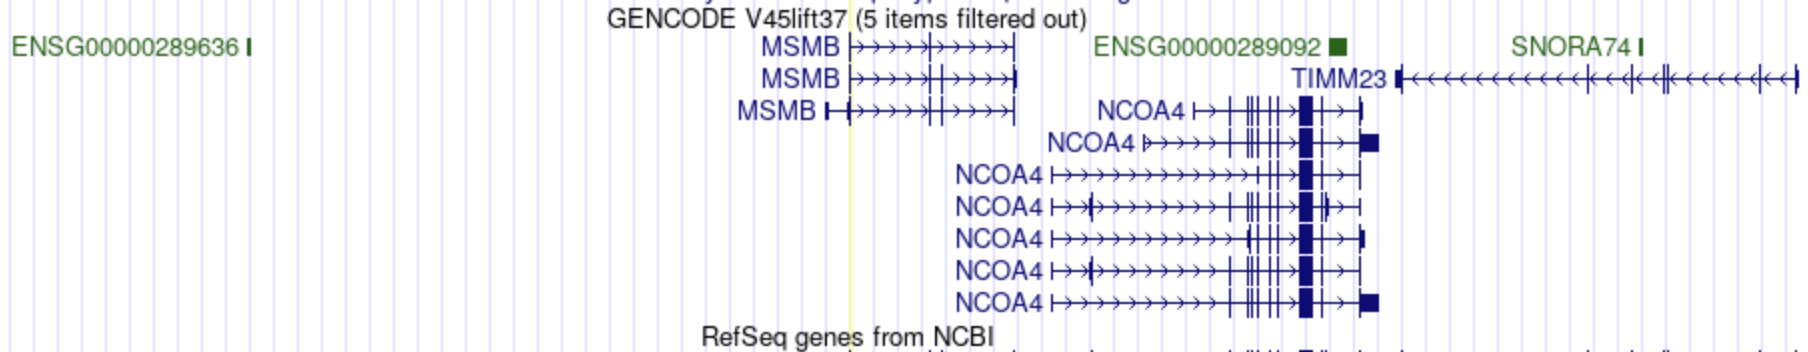 GENCODE V45lift37 (5 items filtered out)
ENSG00000289636 MSMB ENSG00000289092 SNORA74
MSMB TIMM23
MSMB NCOA4
NCOA4
NCOA4
NCOA4
NCOA4
NCOA4
NCOA4
RefSeq genes from NCBI